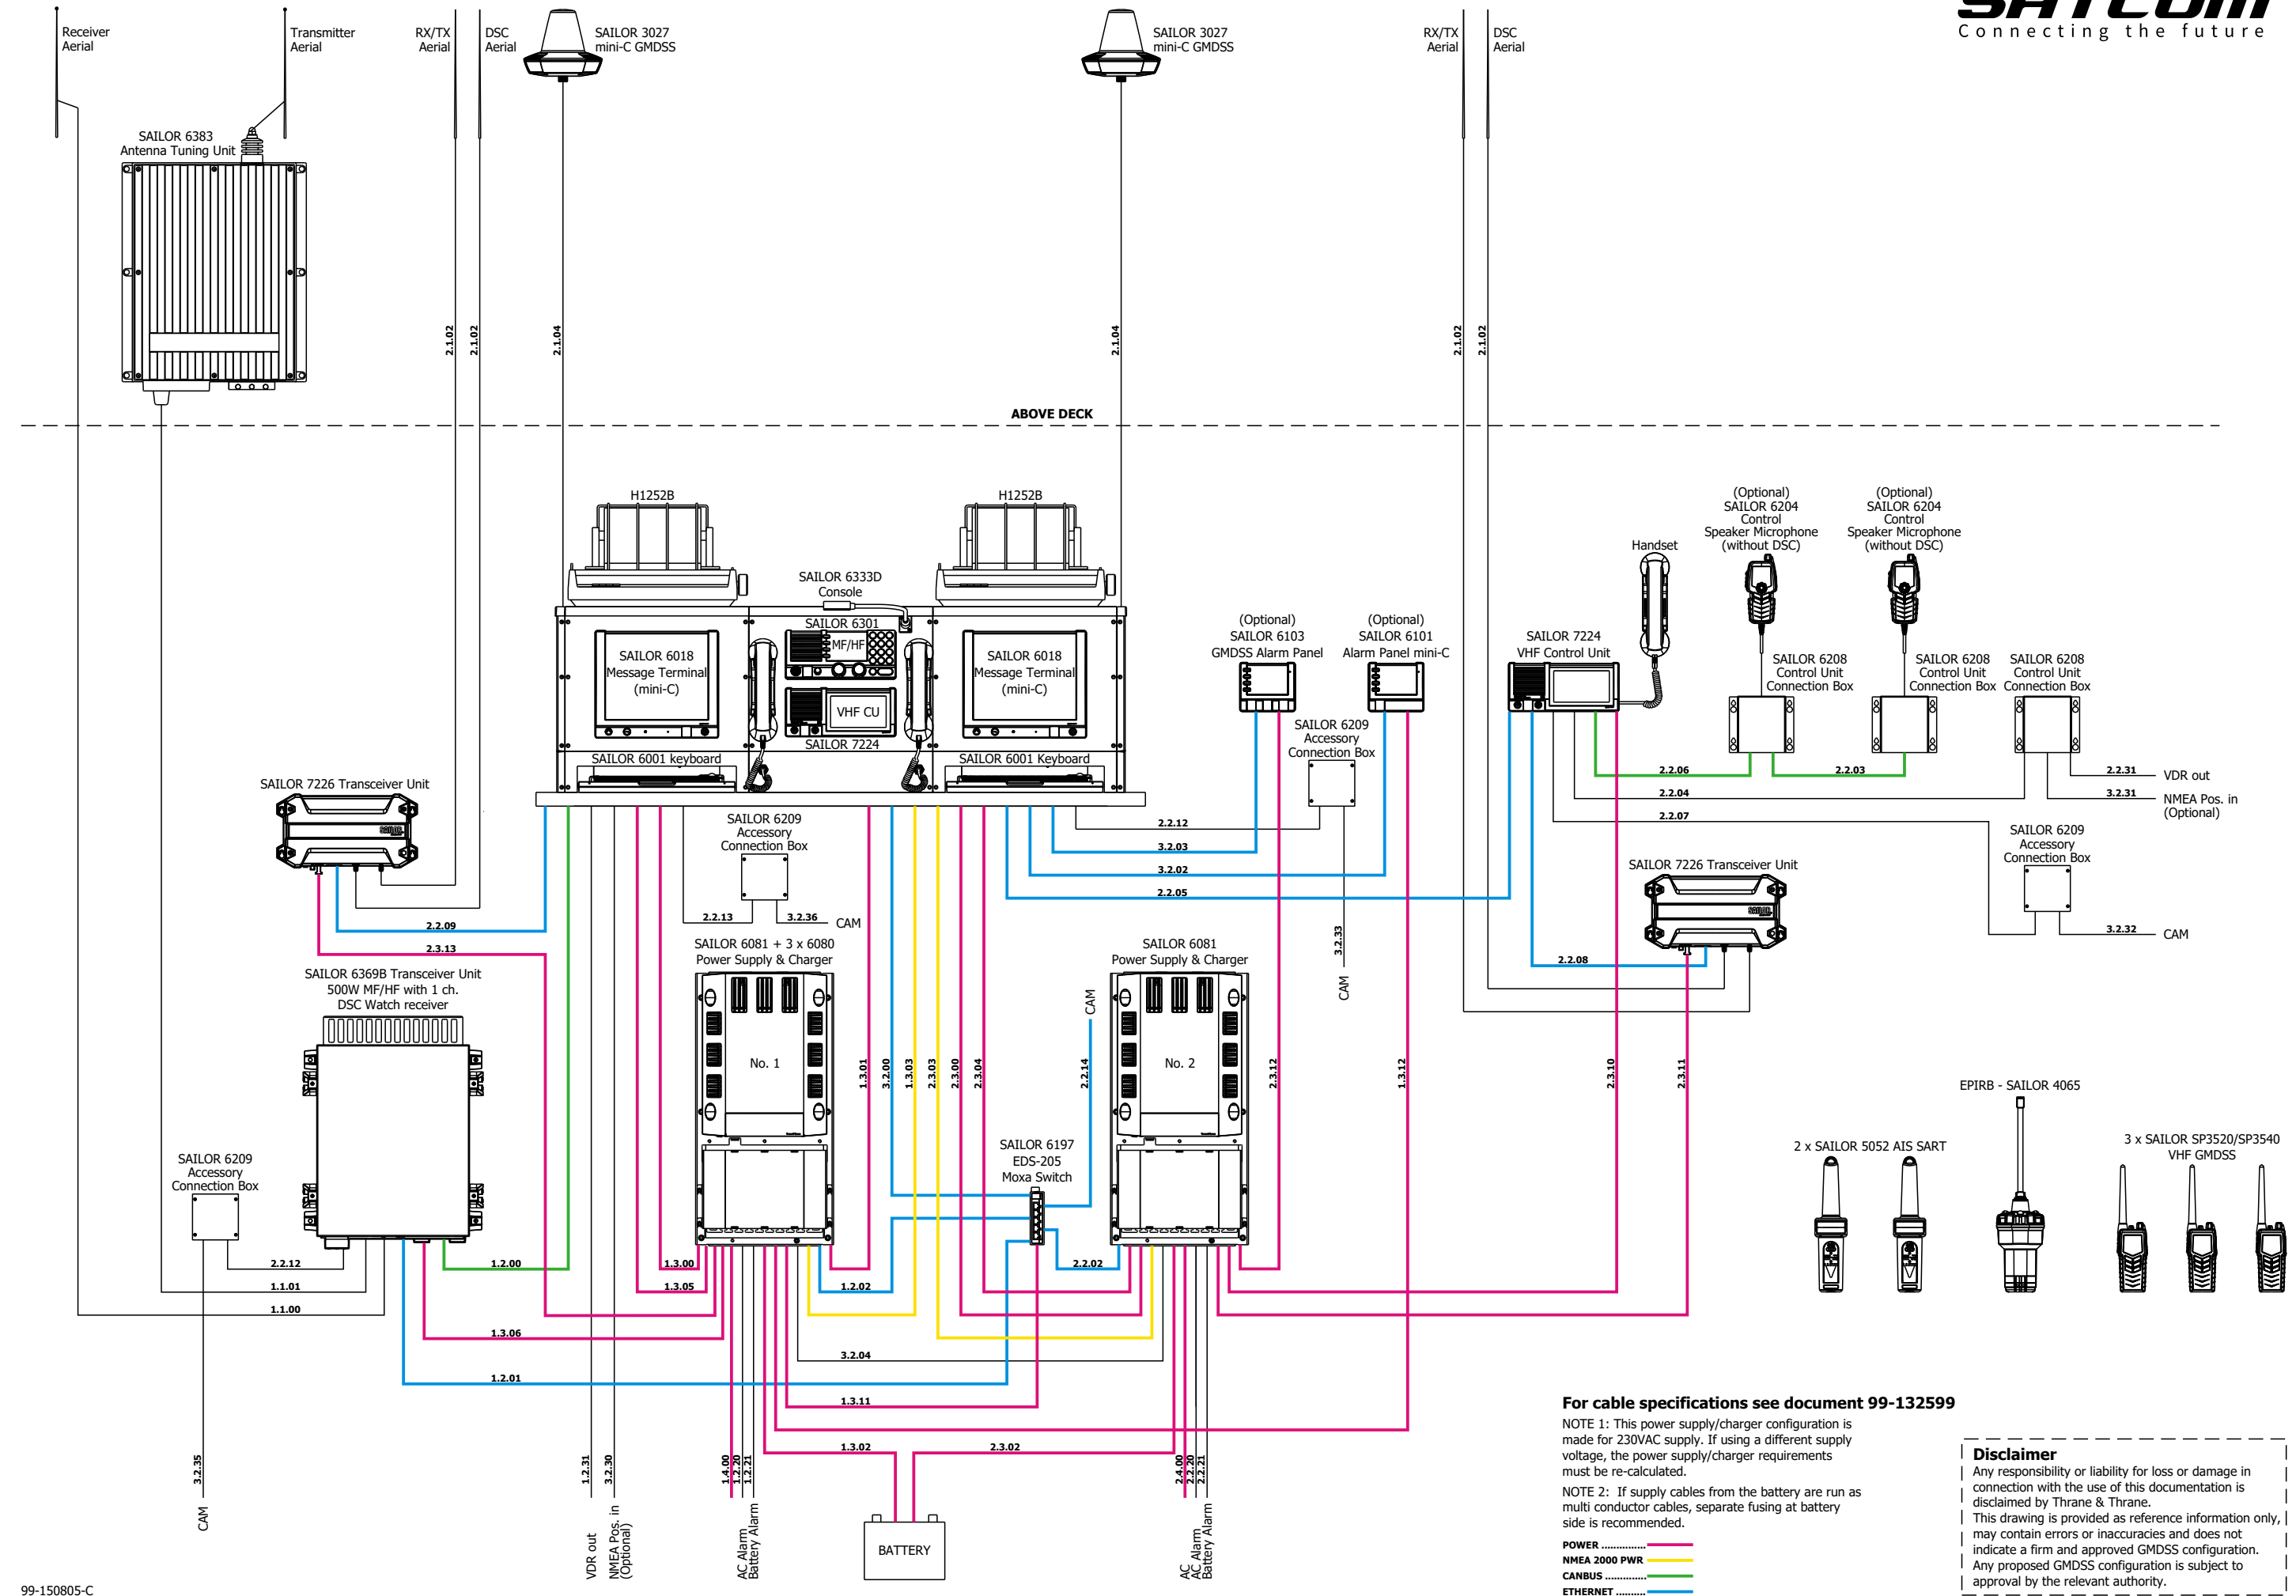 SATCOM
Connecting the future
Receiver
Aerial
Transmitter
Aerial
RX/TX
Aerial
DSC
Aerial
SAILOR 3027
mini-C GMDSS
SAILOR 3027
mini-C GMDSS
RX/TX
Aerial
DSC
Aerial
SAILOR 6383
Antenna Tuning Unit
2.1.02
2.1.02
2.1.04
2.1.04
2.1.02
2.1.02
ABOVE DECK
H1252B
H1252B
SAILOR 6333D
Console
SAILOR 6301
MF/HF
SAILOR 6018
Message Terminal
(mini-C)
SAILOR 6018
Message Terminal
(mini-C)
VHF CU
SAILOR 7224
SAILOR 6001 keyboard
SAILOR 6001 Keyboard
(Optional)
SAILOR 6103
GMDSS Alarm Panel
(Optional)
SAILOR 6101
Alarm Panel mini-C
SAILOR 6209
Accessory
Connection Box
SAILOR 7224
VHF Control Unit
Handset
(Optional)
SAILOR 6204
Control
Speaker Microphone
(without DSC)
(Optional)
SAILOR 6204
Control
Speaker Microphone
(without DSC)
SAILOR 6208
Control Unit
Connection Box
SAILOR 6208
Control Unit
Connection Box
SAILOR 6208
Control Unit
Connection Box
2.2.06
2.2.03
2.2.31
VDR out
2.2.04
3.2.31
NMEA Pos. in
(Optional)
2.2.07
SAILOR 6209
Accessory
Connection Box
3.2.32
CAM
SAILOR 7226 Transceiver Unit
SAILOR
2.2.08
SAILOR 7226 Transceiver Unit
SAILOR
2.2.09
2.3.13
SAILOR 6209
Accessory
Connection Box
2.2.13
3.2.36
CAM
2.2.12
3.2.03
3.2.02
2.2.05
3.2.33
CAM
SAILOR 6369B Transceiver Unit
500W MF/HF with 1 ch.
DSC Watch receiver
SAILOR 6081 + 3 x 6080
Power Supply & Charger
No. 1
SAILOR 6081
Power Supply & Charger
No. 2
CAM
2.2.14
1.3.01
3.2.00
1.3.03
2.3.03
2.3.00
2.3.04
2.3.12
1.3.12
2.3.10
2.3.11
SAILOR 6197
EDS-205
Moxa Switch
EPIRB - SAILOR 4065
2 x SAILOR 5052 AIS SART
3 x SAILOR SP3520/SP3540
VHF GMDSS
SAILOR 6209
Accessory
Connection Box
2.2.12
1.1.01
1.1.00
1.2.00
1.3.00
1.3.05
1.2.02
2.2.02
1.3.06
3.2.04
1.2.01
1.3.11
1.3.02
2.3.02
3.2.35
CAM
1.2.31
VDR out
3.2.30
NMEA Pos. in
(Optional)
1.4.00
1.2.20
1.2.21
AC Alarm
Battery Alarm
BATTERY
2.4.00
2.2.20
2.2.21
AC
AC Alarm
Battery Alarm
For cable specifications see document 99-132599
NOTE 1: This power supply/charger configuration is
made for 230VAC supply. If using a different supply
voltage, the power supply/charger requirements
must be re-calculated.
NOTE 2: If supply cables from the battery are run as
multi conductor cables, separate fusing at battery
side is recommended.
POWER ...............
NMEA 2000 PWR
CANBUS ..............
ETHERNET ..........
Disclaimer
Any responsibility or liability for loss or damage in
connection with the use of this documentation is
disclaimed by Thrane & Thrane.
This drawing is provided as reference information only,
may contain errors or inaccuracies and does not
indicate a firm and approved GMDSS configuration.
Any proposed GMDSS configuration is subject to
approval by the relevant authority.
99-150805-C